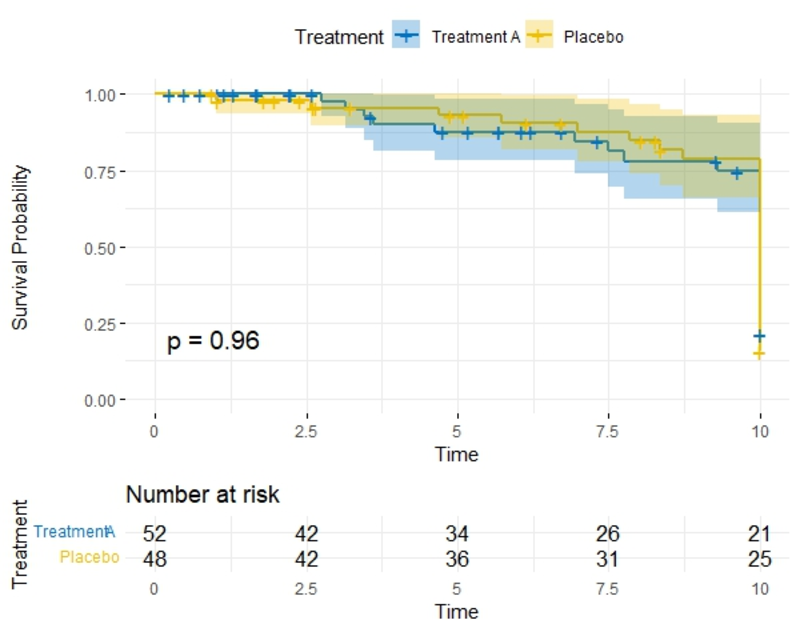 Treatment Treatment A Placebo
Survival Probability
1.00
0.75
0.50
0.25
0.00
p = 0.96
0 2.5 5 7.5 10
Time
Number at risk
Treatment
TreatmentA 52 42 34 26 21
Placebo 48 42 36 31 25
0 2.5 5 7.5 10
Time